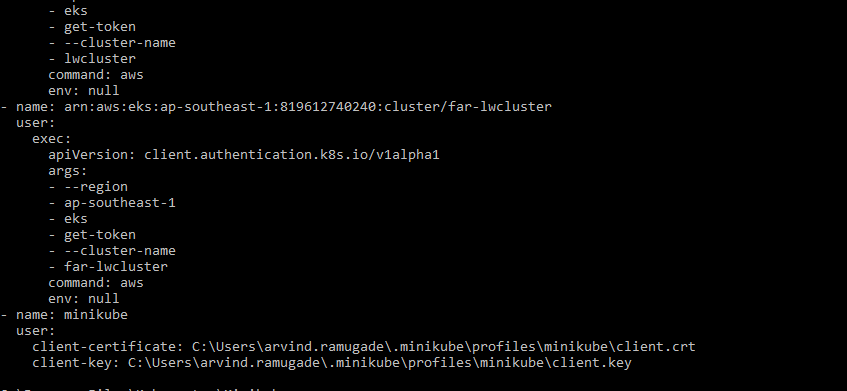 - eks
- get-token
- --cluster-name
- lwcluster
command: aws
env: null
- name: arn:aws:eks:ap-southeast-1:819612740240:cluster/far-lwcluster
user:
exec:
apiVersion: client.authentication.k8s.io/v1alpha1
args:
- --region
- ap-southeast-1
- eks
- get-token
- --cluster-name
- far-lwcluster
command: aws
env: null
- name: minikube
user:
client-certificate: C:\Users\arvind.ramugade\.minikube\profiles\minikube\client.crt
client-key: C:\Users\arvind.ramugade\.minikube\profiles\minikube\client.key